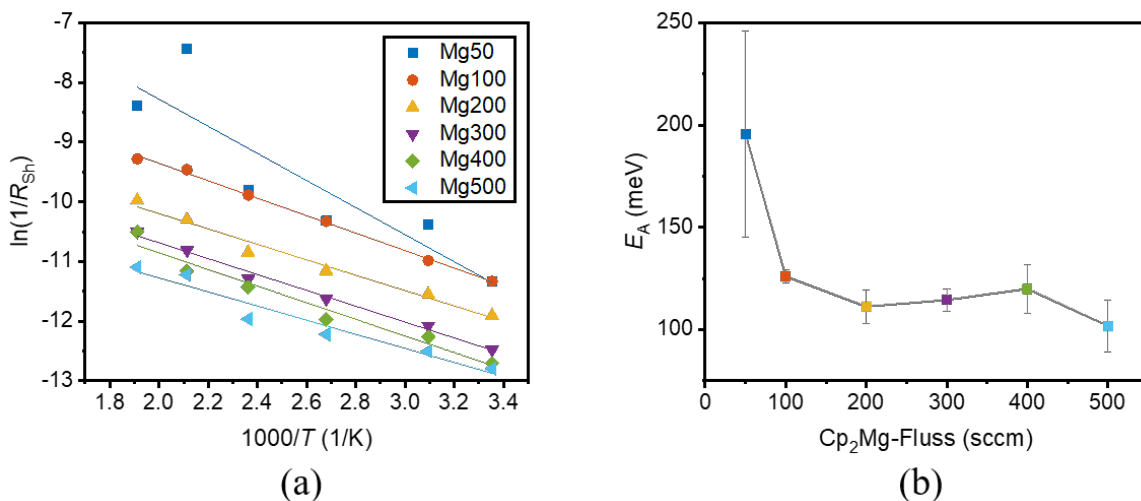 -7
-8
-9
-10
-11
-12
-13
ln(1/R_Sh)
1.8 2.0 2.2 2.4 2.6 2.8 3.0 3.2 3.4
1000/T (1/K)
Mg50
Mg100
Mg200
Mg300
Mg400
Mg500
(a)
250
200
150
100
E_A (meV)
0 100 200 300 400 500
Cp₂Mg-Fluss (sccm)
(b)